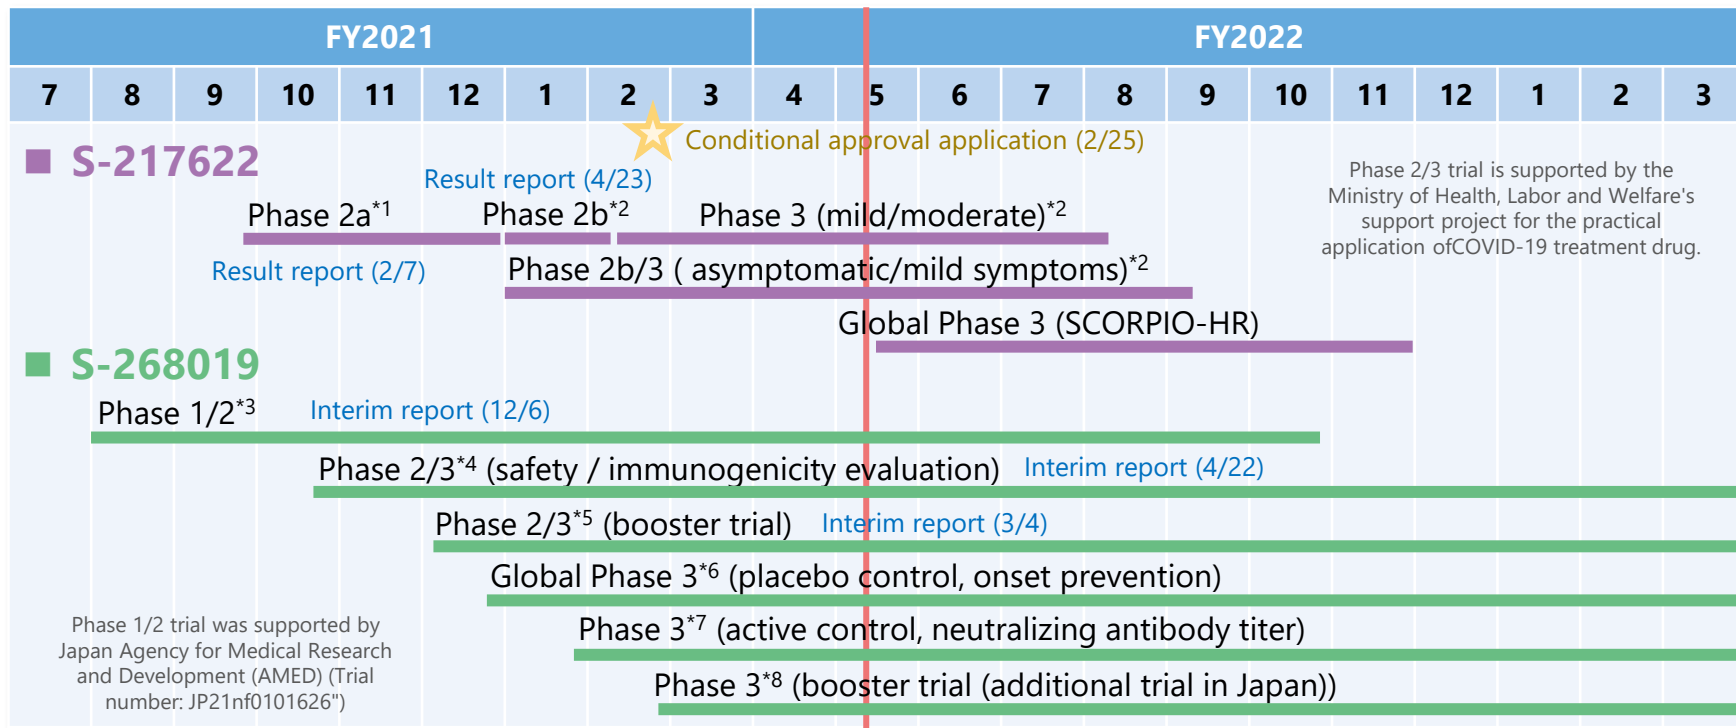 FY2021 FY2022
7 8 9 10 11 12 1 2 3 4 5 6 7 8 9 10 11 12 1 2 3
Conditional approval application (2/25)
■ S-217622
Result report (4/23)
Phase 2a*1 Phase 2b*2 Phase 3 (mild/moderate)*2
Phase 2/3 trial is supported by the
Ministry of Health, Labor and Welfare's
support project for the practical
application ofCOVID-19 treatment drug.
Result report (2/7) Phase 2b/3 ( asymptomatic/mild symptoms)*2
Global Phase 3 (SCORPIO-HR)
■ S-268019
Phase 1/2*3 Interim report (12/6)
Phase 2/3*4 (safety / immunogenicity evaluation) Interim report (4/22)
Phase 2/3*5 (booster trial) Interim report (3/4)
Global Phase 3*6 (placebo control, onset prevention)
Phase 3*7 (active control, neutralizing antibody titer)
Phase 3*8 (booster trial (additional trial in Japan))
Phase 1/2 trial was supported by
Japan Agency for Medical Research
and Development (AMED) (Trial
number: JP21nf0101626")